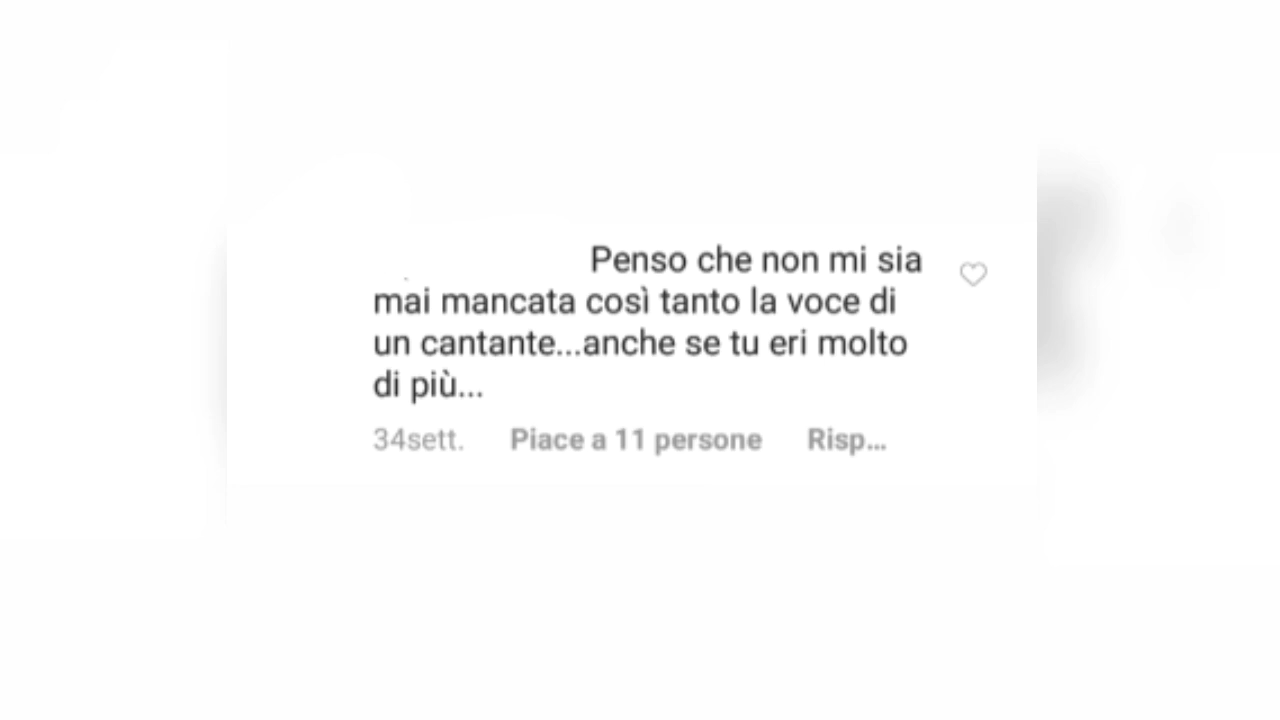 Penso che non mi sia
mai mancata così tanto la voce di
un cantante...anche se tu eri molto
di più...
34sett. Piace a 11 persone Risp...